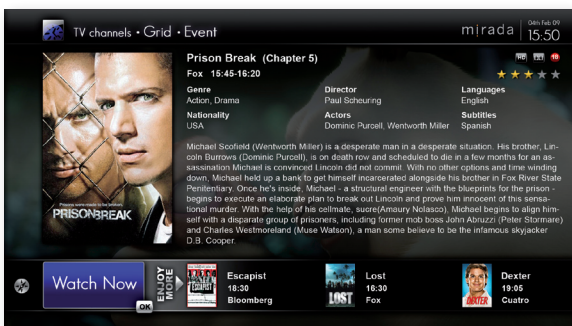 TV channels • Grid • Event
mirada
04th Feb 09
15:50
Prison Break (Chapter 5)
HD
18
Fox 15:45-16:20
Genre
Action, Drama
Director
Paul Scheuring
Languages
English
Nationality
USA
Actors
Dominic Purcell, Wentworth Miller
Subtitles
Spanish
Michael Scofield (Wentworth Miller) is a desperate man in a desperate situation. His brother, Lin-
coln Burrows (Dominic Purcell), is on death row and scheduled to die in a few months for an as-
sassination Michael is convinced Lincoln did not commit. With no other options and time winding
down, Michael held up a bank to get himself incarcerated alongside his brother in Fox River State
Penitentiary. Once he's inside, Michael - a structural engineer with the blueprints for the prison -
begins to execute an elaborate plan to break out Lincoln and prove him innocent of this sensa-
tional murder. With the help of his cellmate, sucre(Amaury Nolasco), Michael begins to align him-
self with a disparate group of prisoners, including former mob boss John Abruzzi (Peter Stormare)
and Charles Westmoreland (Muse Watson), a man some believe to be the infamous skyjacker
D.B. Cooper.
PRISON BREAK
Watch Now
OK
ENJOY
MORE
ESCAPIST
Escapist
18:30
Bloomberg
LOST
Lost
16:30
Fox
DEXTER
Dexter
19:05
Cuatro